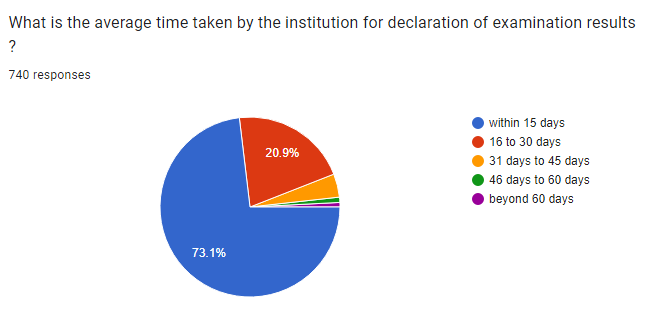 What is the average time taken by the institution for declaration of examination results
?
740 responses
20.9%
73.1%
within 15 days
16 to 30 days
31 days to 45 days
46 days to 60 days
beyond 60 days